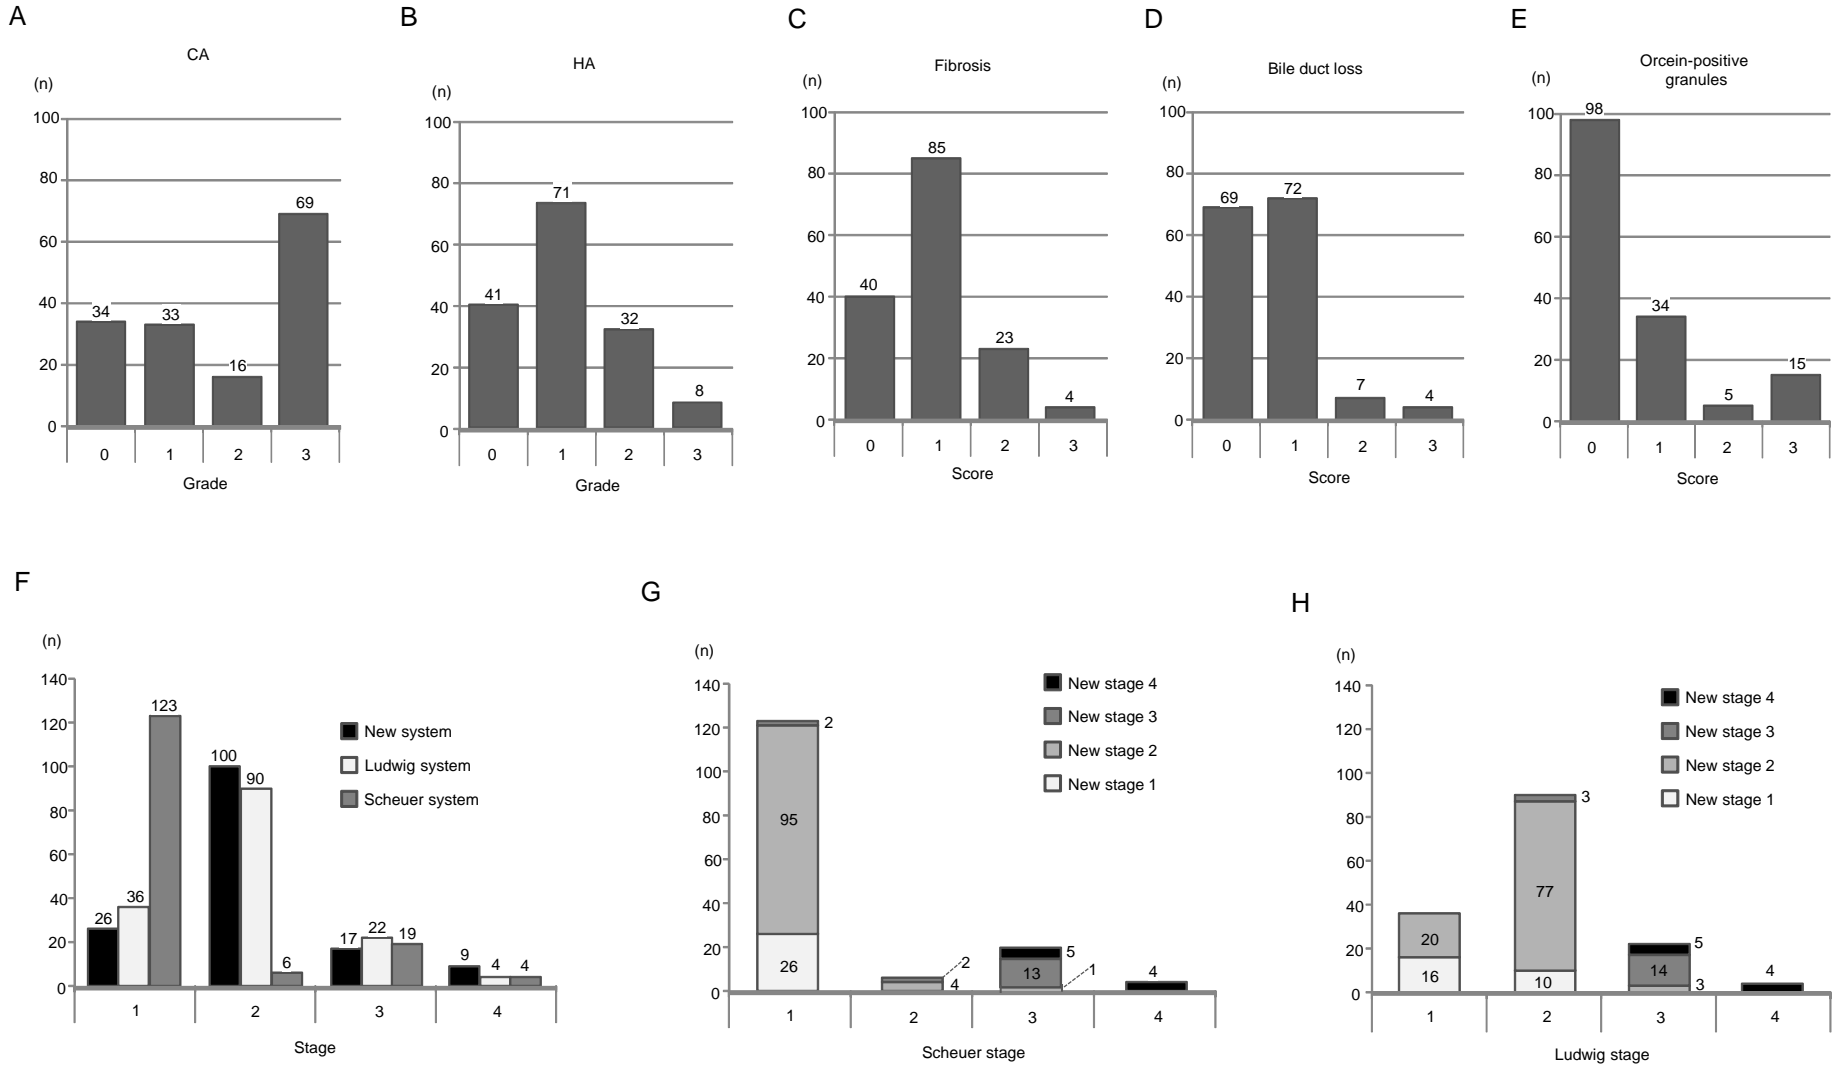 A
CA
(n)
100
80
60
40
20
0
34
33
16
69
0 1 2 3
Grade
B
HA
(n)
100
80
60
40
20
0
41
71
32
8
0 1 2 3
Grade
C
Fibrosis
(n)
100
80
60
40
20
0
40
85
23
4
0 1 2 3
Score
D
Bile duct loss
(n)
100
80
60
40
20
0
69
72
7
4
0 1 2 3
Score
E
Orcein-positive
granules
(n)
100
80
60
40
20
0
98
34
5
15
0 1 2 3
Score
F
(n)
140
120
100
80
60
40
20
0
26
36
123
100
90
6
17
22
19
9
4
4
New system
Ludwig system
Scheuer system
1 2 3 4
Stage
G
(n)
140
120
100
80
60
40
20
0
2
95
26
2
4
5
13
1
4
New stage 4
New stage 3
New stage 2
New stage 1
1 2 3 4
Scheuer stage
H
(n)
140
120
100
80
60
40
20
0
20
16
3
77
10
5
14
3
4
New stage 4
New stage 3
New stage 2
New stage 1
1 2 3 4
Ludwig stage